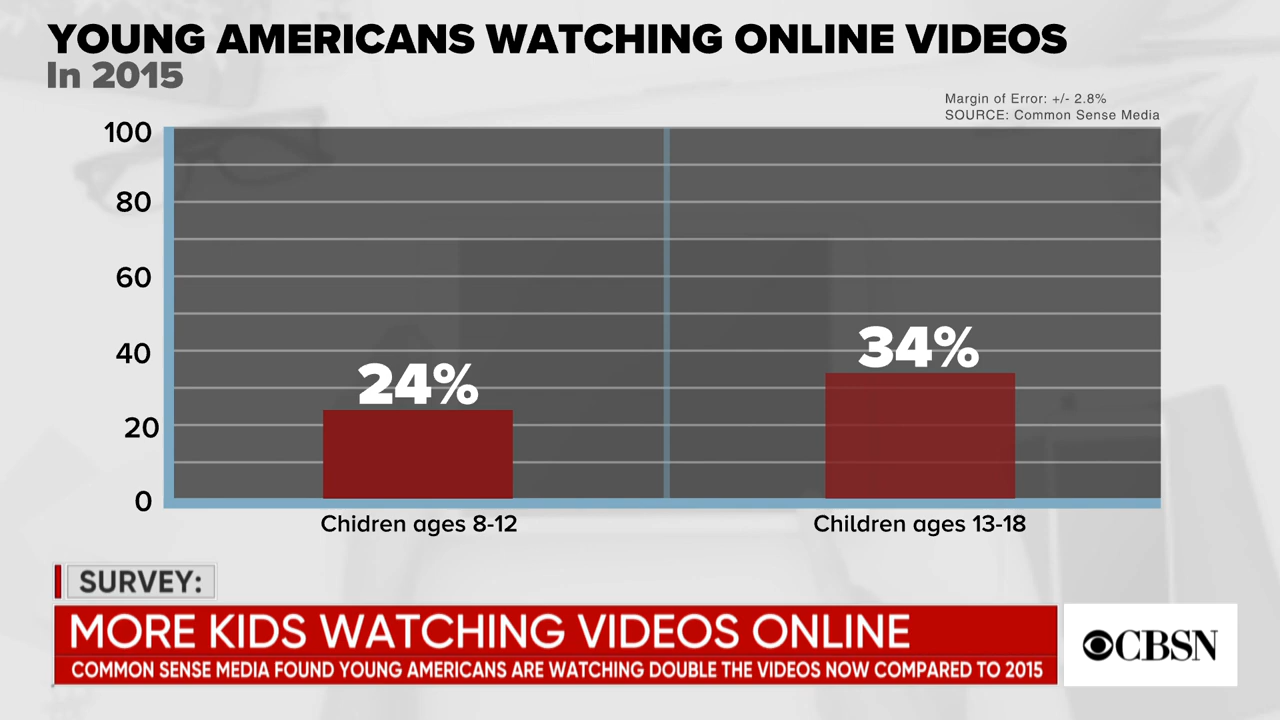 YOUNG AMERICANS WATCHING ONLINE VIDEOS
In 2015
Margin of Error: +/- 2.8%
SOURCE: Common Sense Media
100
80
60
40
20
0
24%
34%
Chidren ages 8-12
Children ages 13-18
SURVEY:
MORE KIDS WATCHING VIDEOS ONLINE
COMMON SENSE MEDIA FOUND YOUNG AMERICANS ARE WATCHING DOUBLE THE VIDEOS NOW COMPARED TO 2015
CBSN